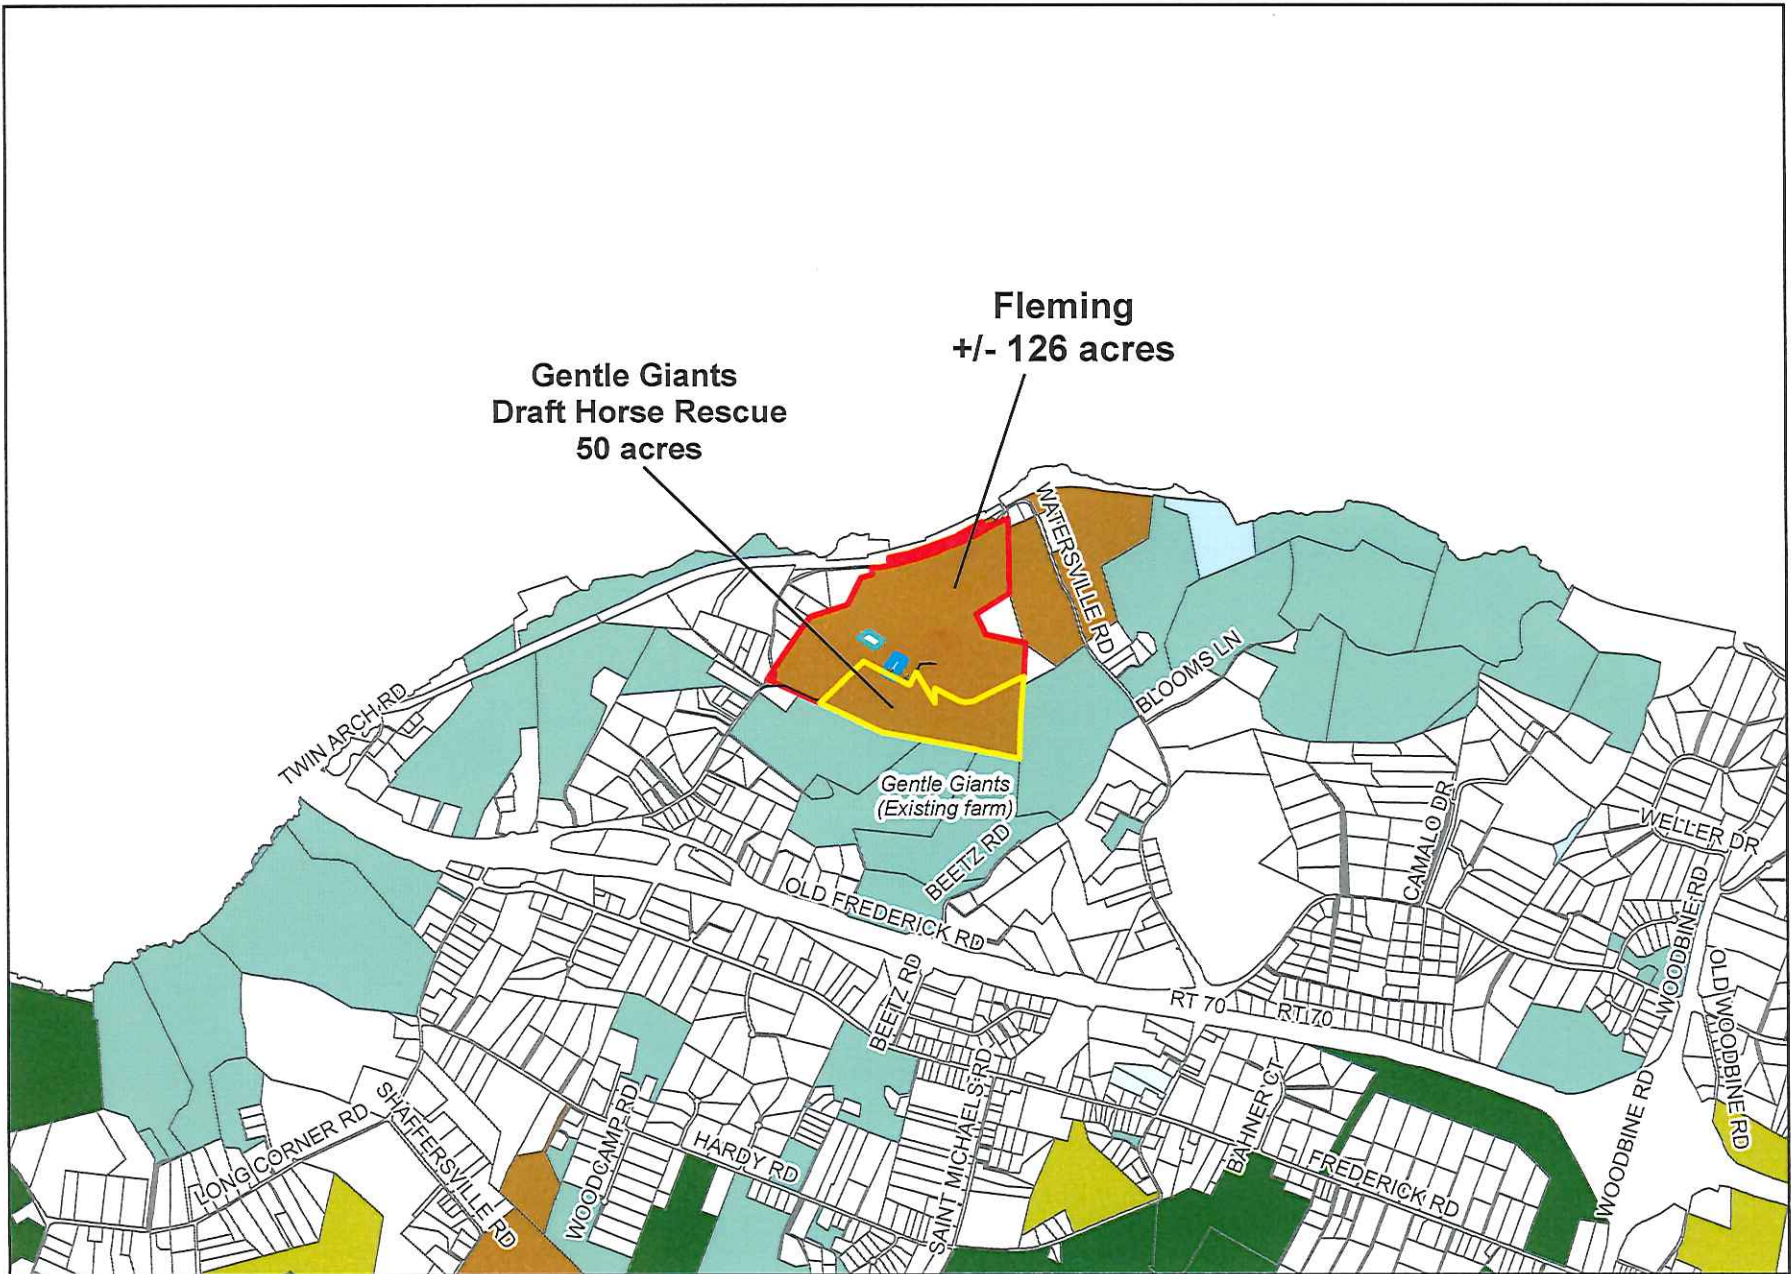 Fleming
+/- 126 acres
Gentle Giants
Draft Horse Rescue
50 acres
WATERSVILLE RD
BLOOMS LN
TWIN ARCH RD
Gentle Giants
(Existing farm)
BEETZ RD
CAMALO DR
WELLER DR
OLD FREDERICK RD
WOODBINE RD
OLD WOODBINE RD
BEETZ RD
RT 70
RT 70
SHAFFERSVILLE RD
LONG CORNER RD
WOODCAMP RD
HARDY RD
SAINT MICHAELS RD
BAHNER CT
FREDERICK RD
WOODBINE RD